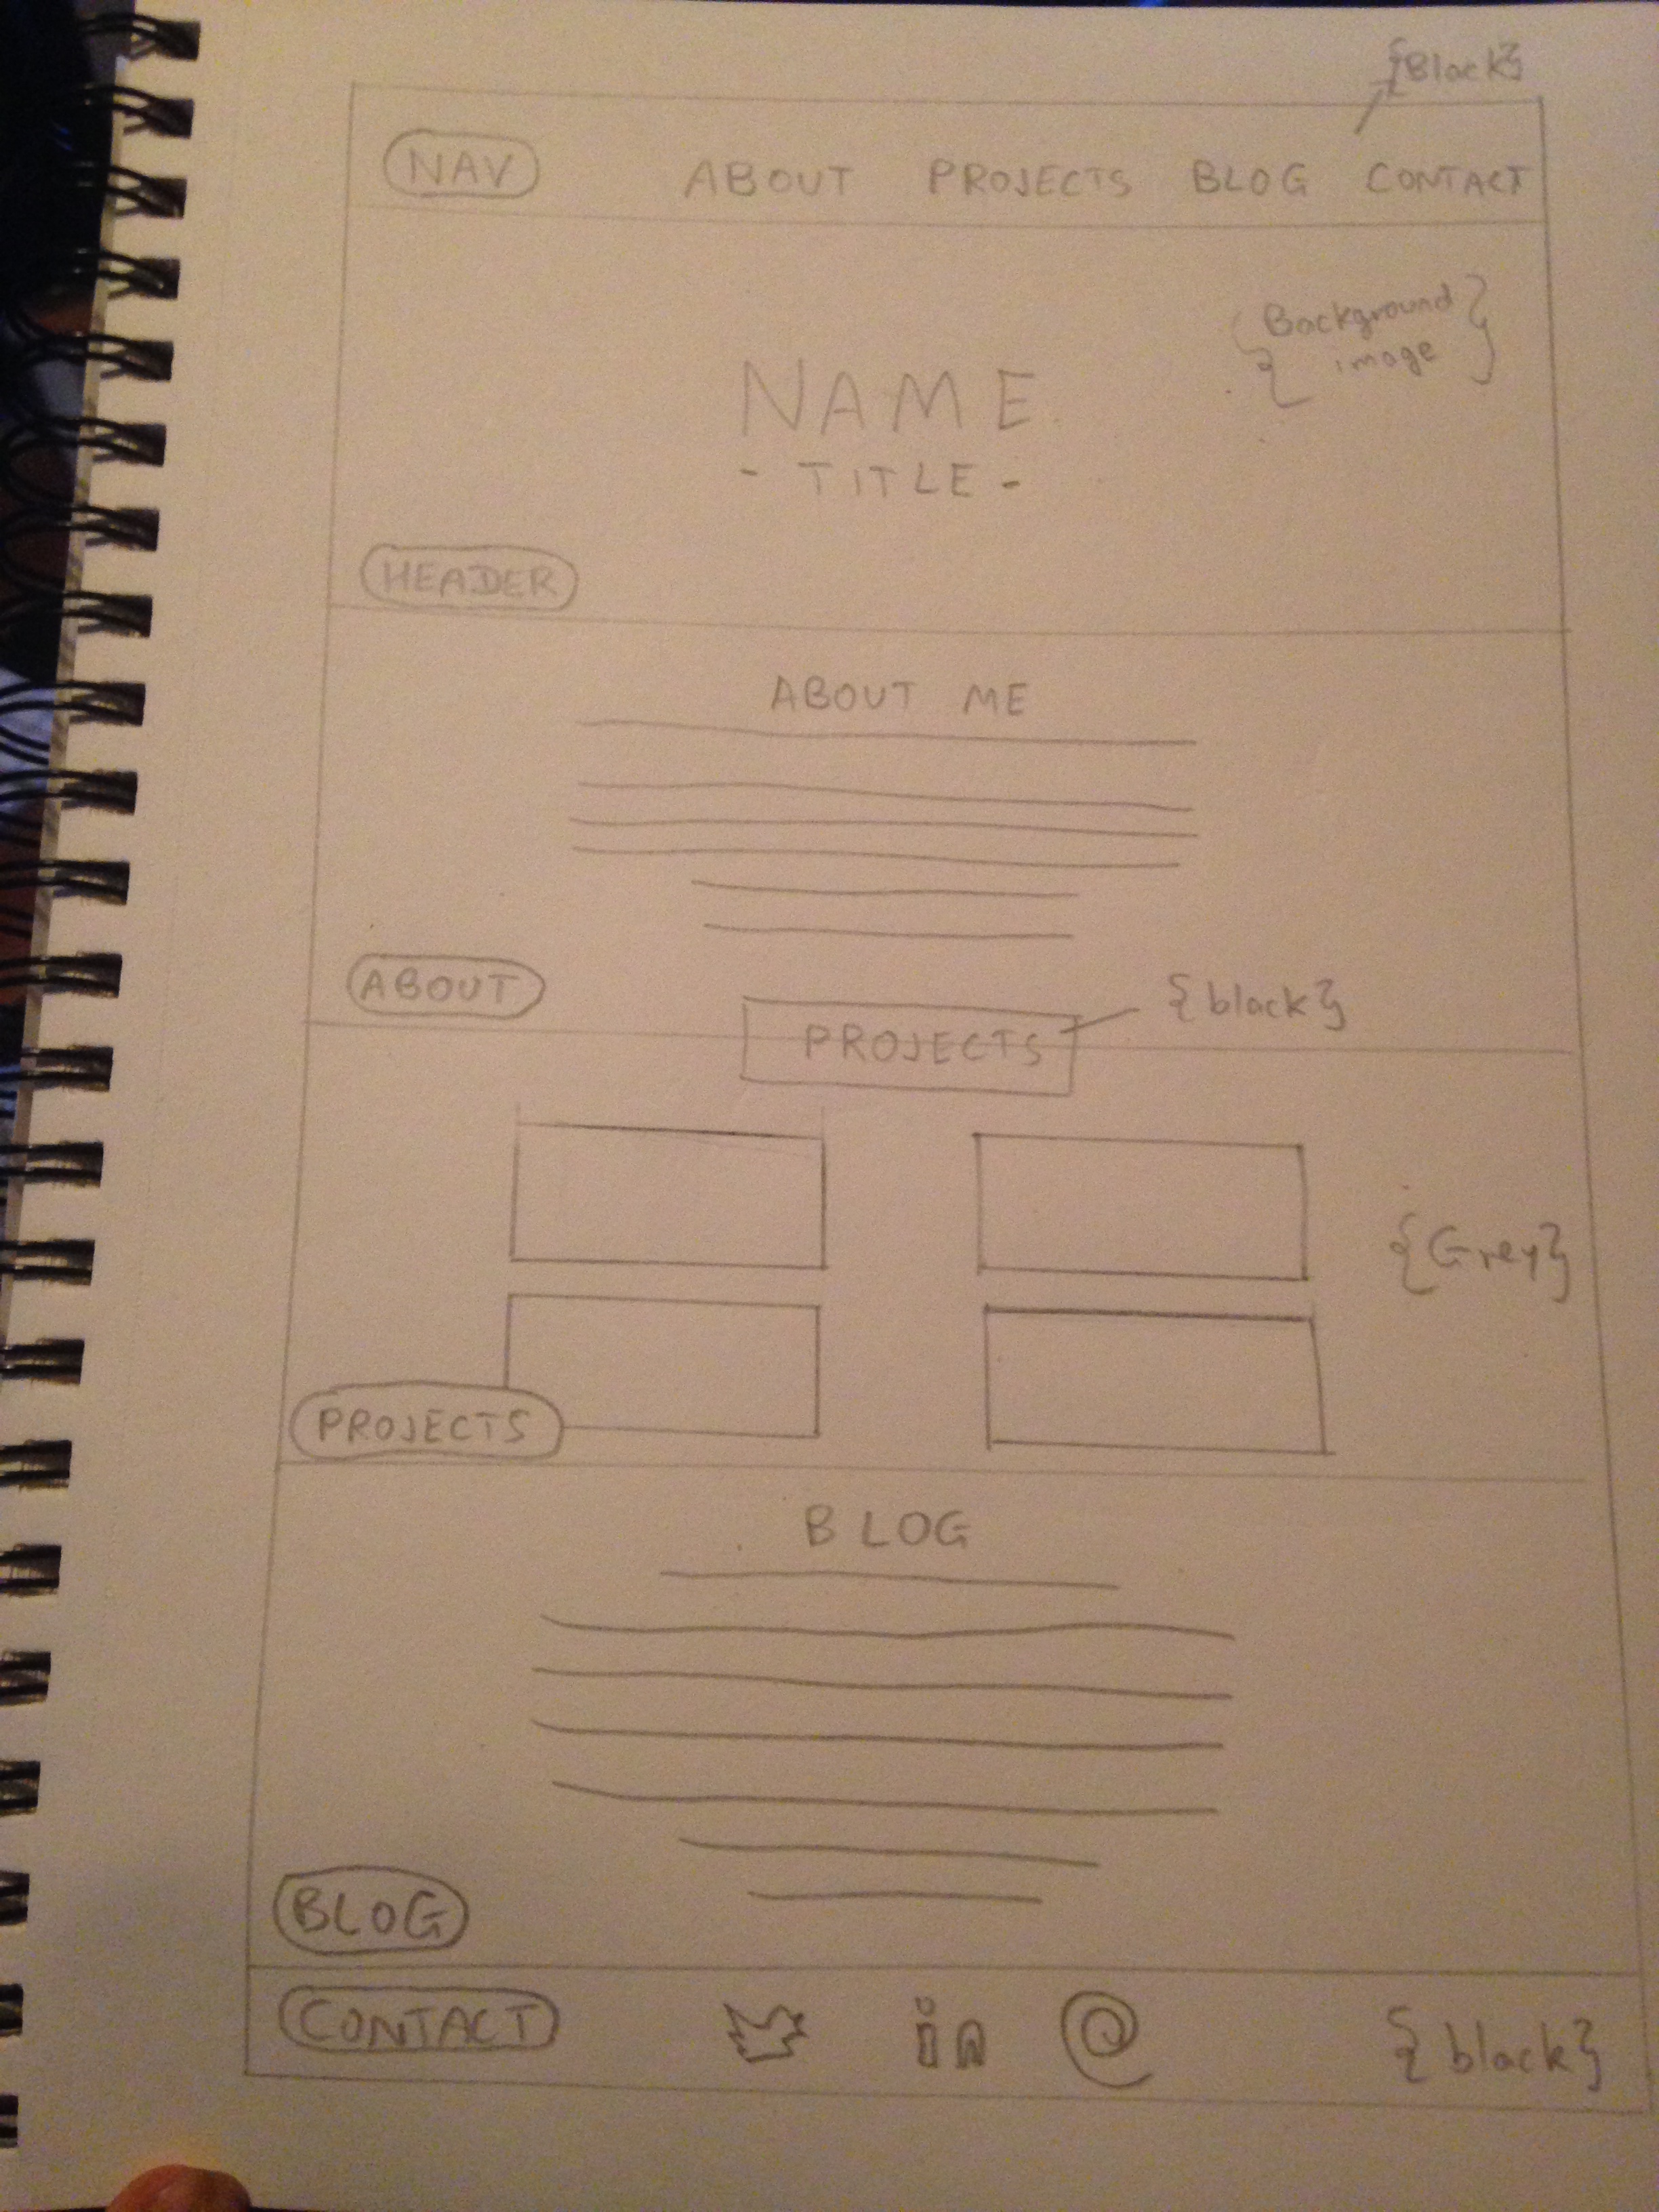 {Black}
NAV ABOUT PROJECTS BLOG CONTACT
{Background
image}
NAME
- TITLE -
HEADER
ABOUT ME
ABOUT
{black}
PROJECTS
{Grey}
PROJECTS
BLOG
BLOG
CONTACT in @ {black}